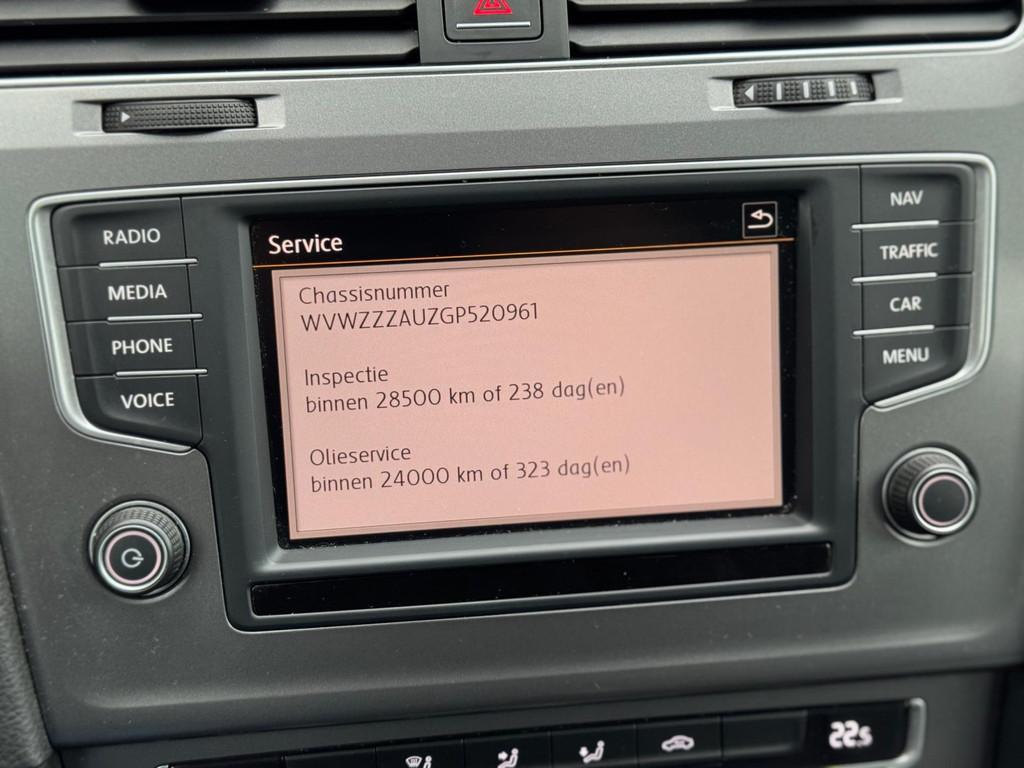 RADIO
MEDIA
PHONE
VOICE
Service
Chassisnummer
WVWZZZAUZGP520961
Inspectie
binnen 28500 km of 238 dag(en)
Olieservice
binnen 24000 km of 323 dag(en)
NAV
TRAFFIC
CAR
MENU
22.5